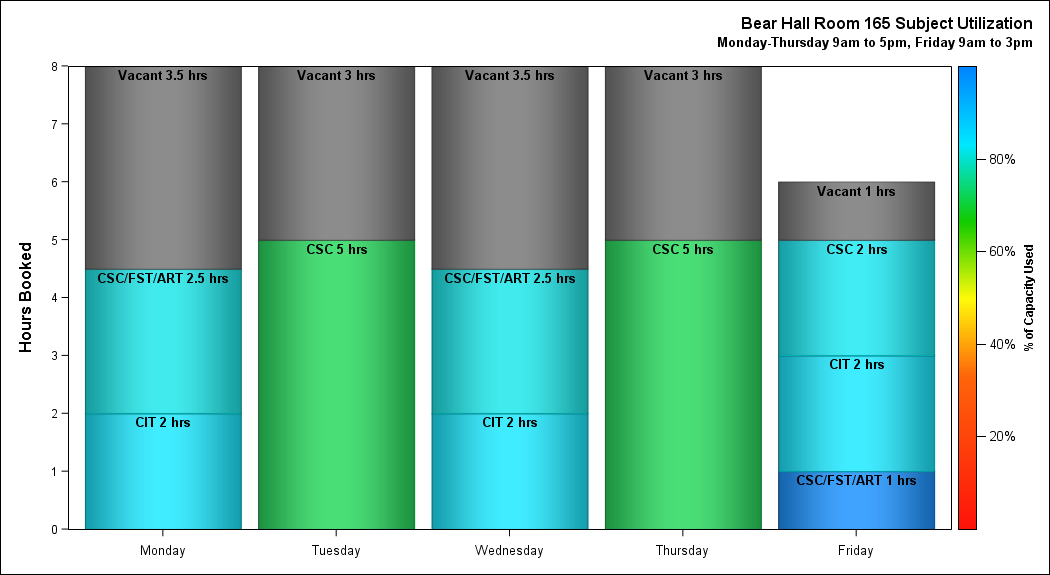 Bear Hall Room 165 Subject Utilization
Monday-Thursday 9am to 5pm, Friday 9am to 3pm
Hours Booked
8
7
6
5
4
3
2
1
0
Vacant 3.5 hrs
CSC/FST/ART 2.5 hrs
CIT 2 hrs
Monday
Vacant 3 hrs
CSC 5 hrs
Tuesday
Vacant 3.5 hrs
CSC/FST/ART 2.5 hrs
CIT 2 hrs
Wednesday
Vacant 3 hrs
CSC 5 hrs
Thursday
Vacant 1 hrs
CSC 2 hrs
CIT 2 hrs
CSC/FST/ART 1 hrs
Friday
80%
60%
40%
20%
% of Capacity Used